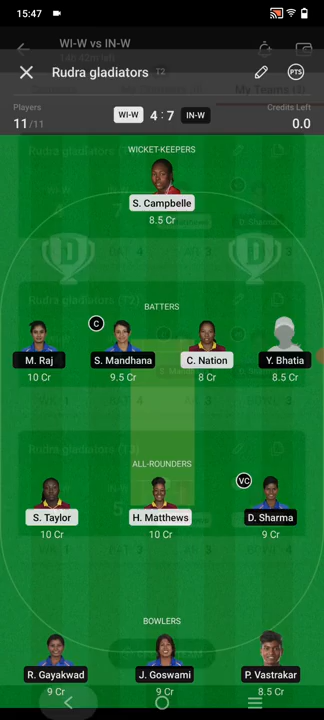 15:47
WI-W vs IN-W
Rudra gladiators T2
PTS
Players
11/11
WI-W 4 : 7 IN-W
Credits Left
0.0
WICKET-KEEPERS
S. Campbelle
8.5 Cr
BATTERS
C
M. Raj S. Mandhana C. Nation Y. Bhatia
10 Cr 9.5 Cr 8 Cr 8.5 Cr
ALL-ROUNDERS
VC
S. Taylor H. Matthews D. Sharma
10 Cr 10 Cr 9 Cr
BOWLERS
R. Gayakwad J. Goswami P. Vastrakar
9 Cr 9 Cr 8.5 Cr